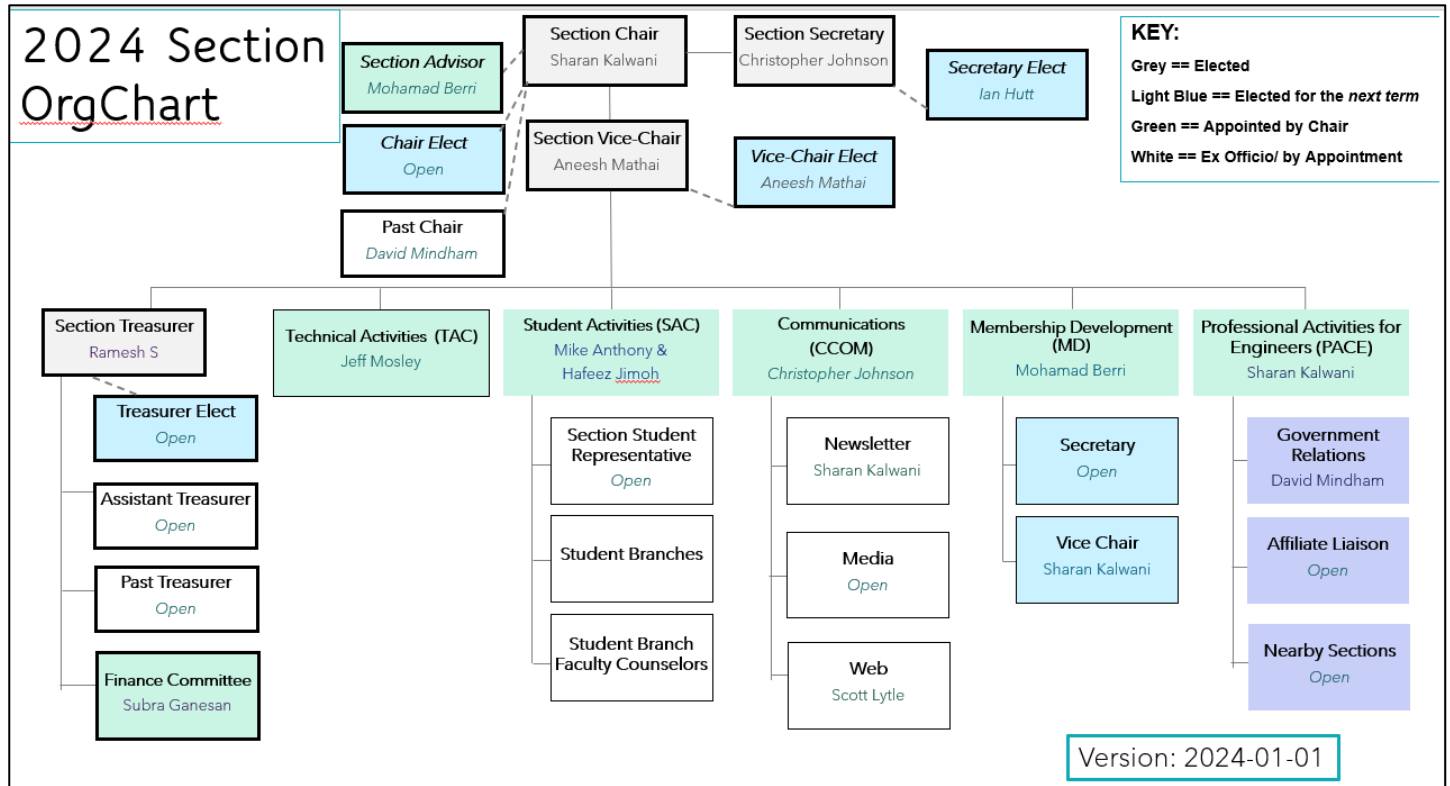 2024 Section
OrgChart
Section Advisor
Mohamad Berri
Chair Elect
Open
Past Chair
David Mindham
Section Chair
Sharan Kalwani
Section Vice-Chair
Aneesh Mathai
Section Secretary
Christopher Johnson
Secretary Elect
Ian Hutt
Vice-Chair Elect
Aneesh Mathai
KEY:
Grey == Elected
Light Blue == Elected for the next term
Green == Appointed by Chair
White == Ex Officio/ by Appointment
Section Treasurer
Ramesh S
Treasurer Elect
Open
Assistant Treasurer
Open
Past Treasurer
Open
Finance Committee
Subra Ganesan
Technical Activities (TAC)
Jeff Mosley
Student Activities (SAC)
Mike Anthony &
Hafeez Jimoh
Section Student
Representative
Open
Student Branches
Student Branch
Faculty Counselors
Communications
(CCOM)
Christopher Johnson
Newsletter
Sharan Kalwani
Media
Open
Web
Scott Lytle
Membership Development
(MD)
Mohamad Berri
Secretary
Open
Vice Chair
Sharan Kalwani
Professional Activities for
Engineers (PACE)
Sharan Kalwani
Government
Relations
David Mindham
Affiliate Liaison
Open
Nearby Sections
Open
Version: 2024-01-01